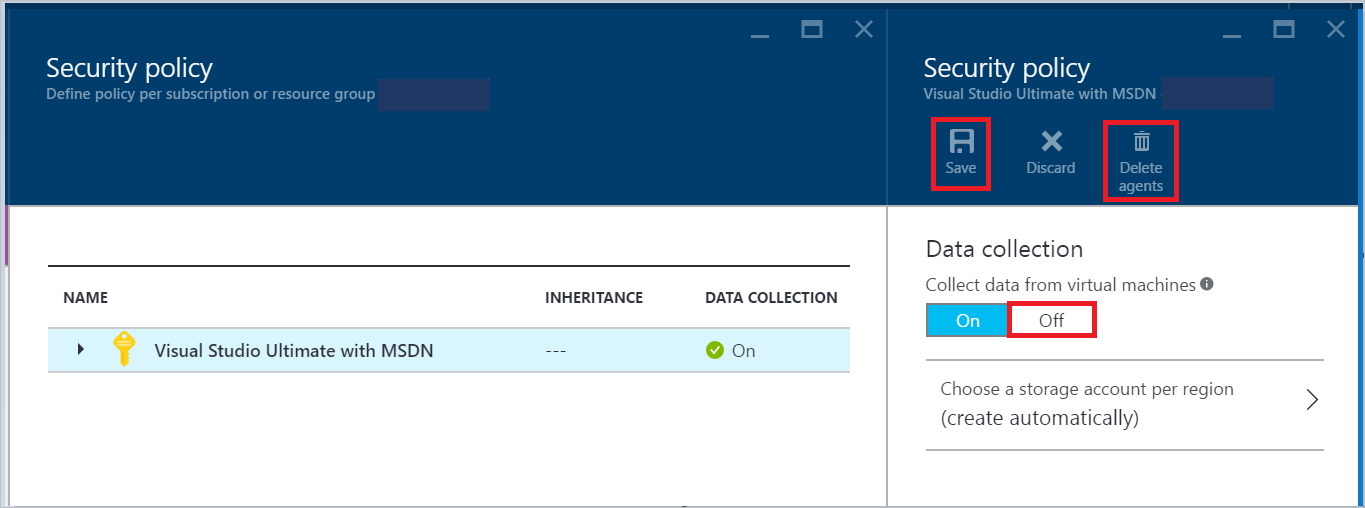 Security policy
Define policy per subscription or resource group
NAME INHERITANCE DATA COLLECTION
Visual Studio Ultimate with MSDN --- On
Security policy
Visual Studio Ultimate with MSDN -
Save Discard Delete
agents
Data collection
Collect data from virtual machines
On Off
Choose a storage account per region
(create automatically)